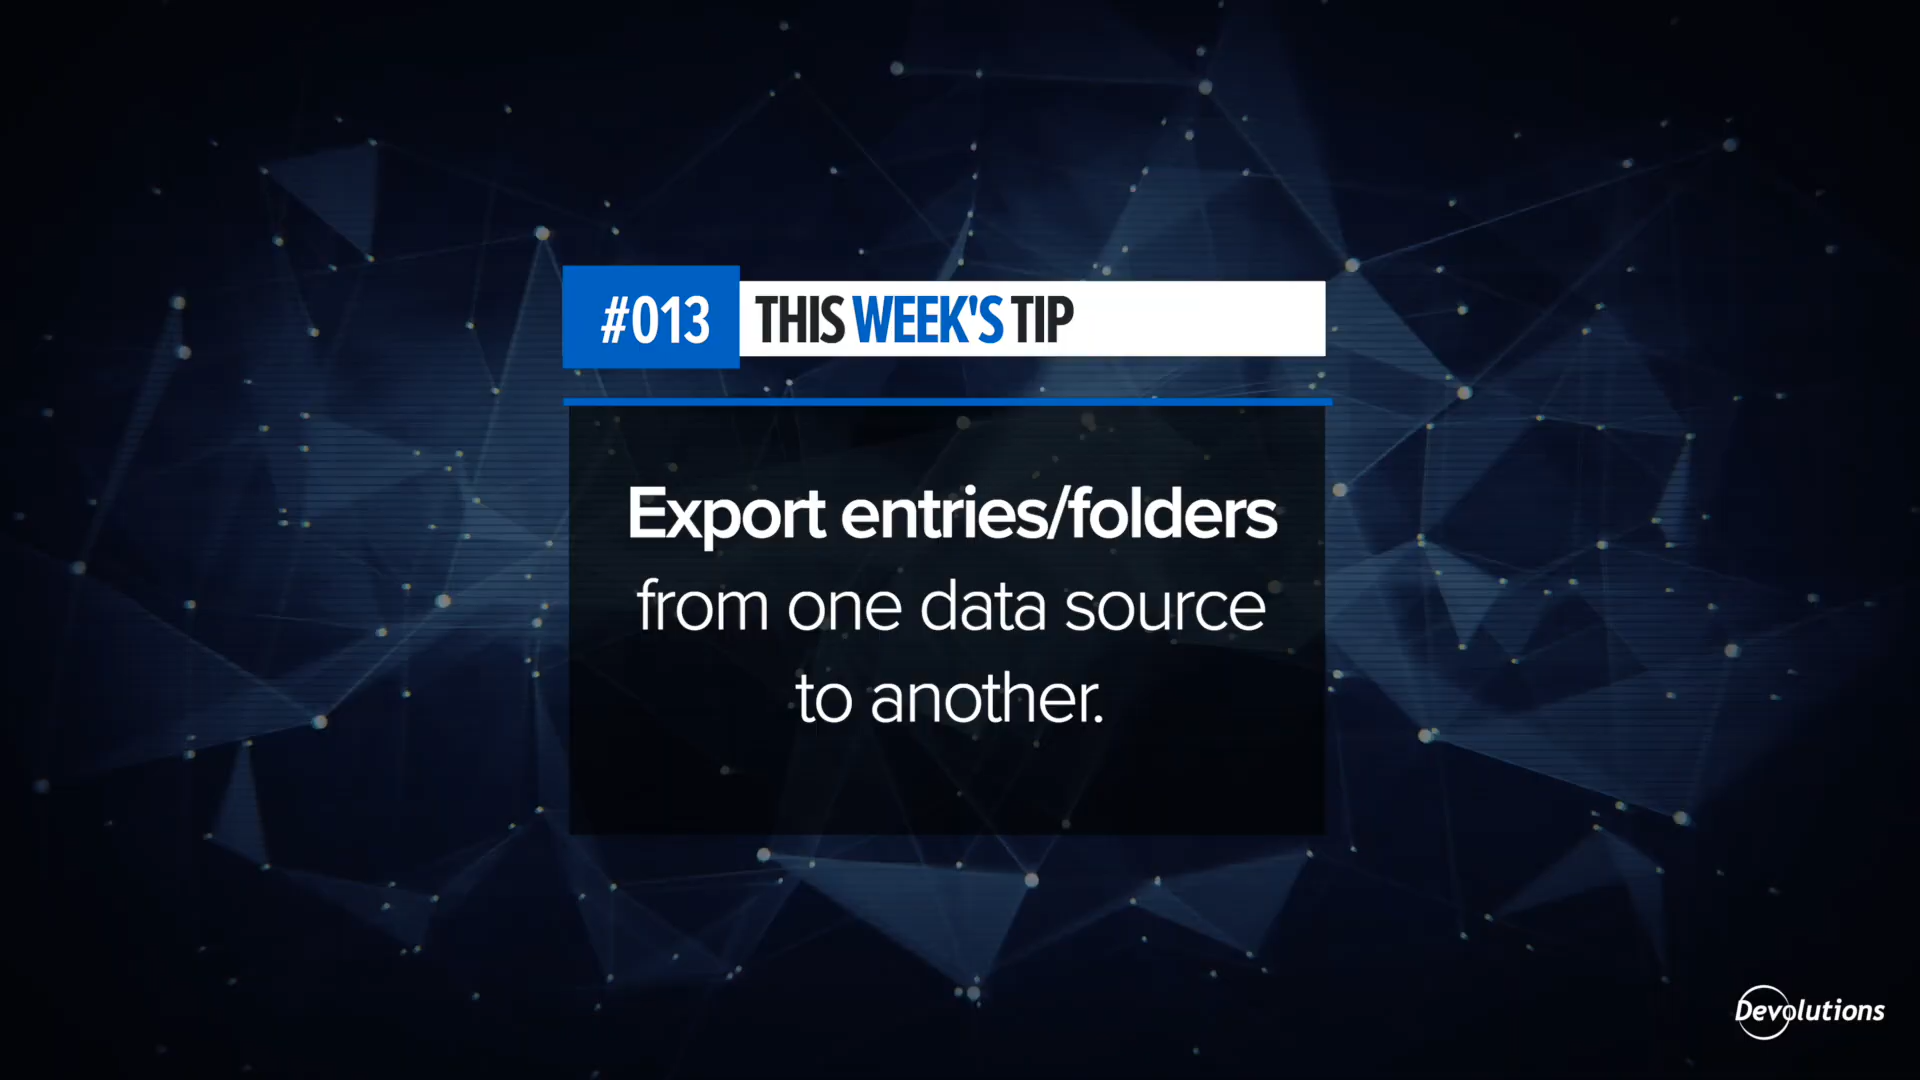 #013 THIS WEEK'S TIP
Export entries/folders
from one data source
to another.
Devolutions